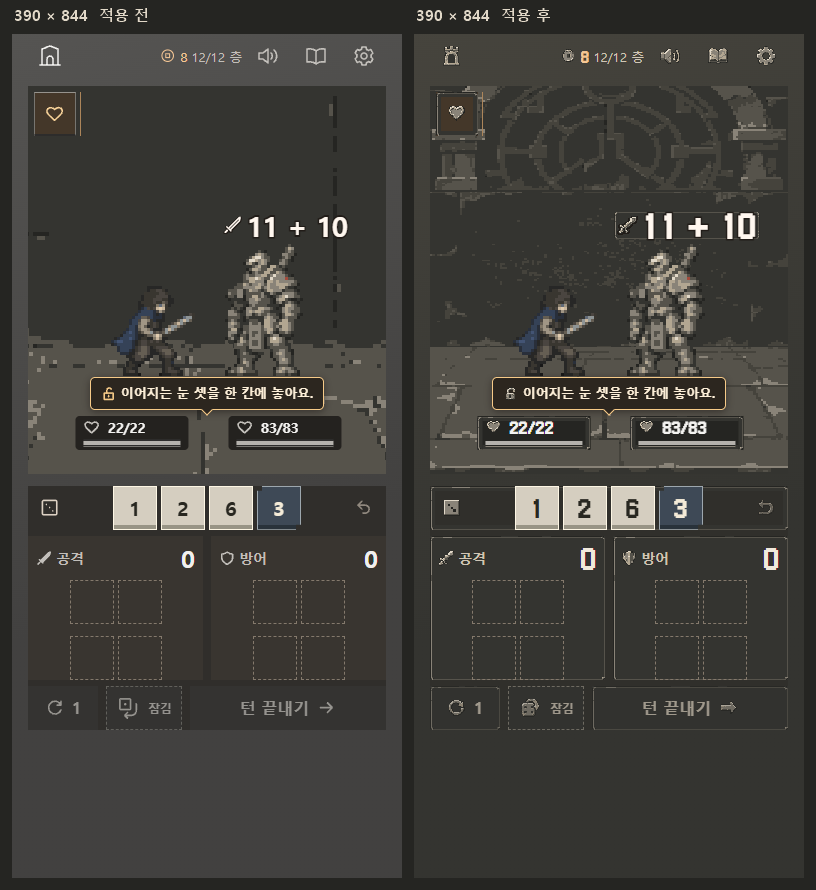 390 × 844 적용 전
8 12/12 층
11 + 10
이어지는 눈 셋을 한 칸에 놓아요.
22/22
83/83
1 2 6 3
공격 0
방어 0
1
잠김
턴 끝내기 →
390 × 844 적용 후
8 12/12 층
11 + 10
이어지는 눈 셋을 한 칸에 놓아요.
22/22
83/83
1 2 6 3
공격 0
방어 0
1
잠김
턴 끝내기 →